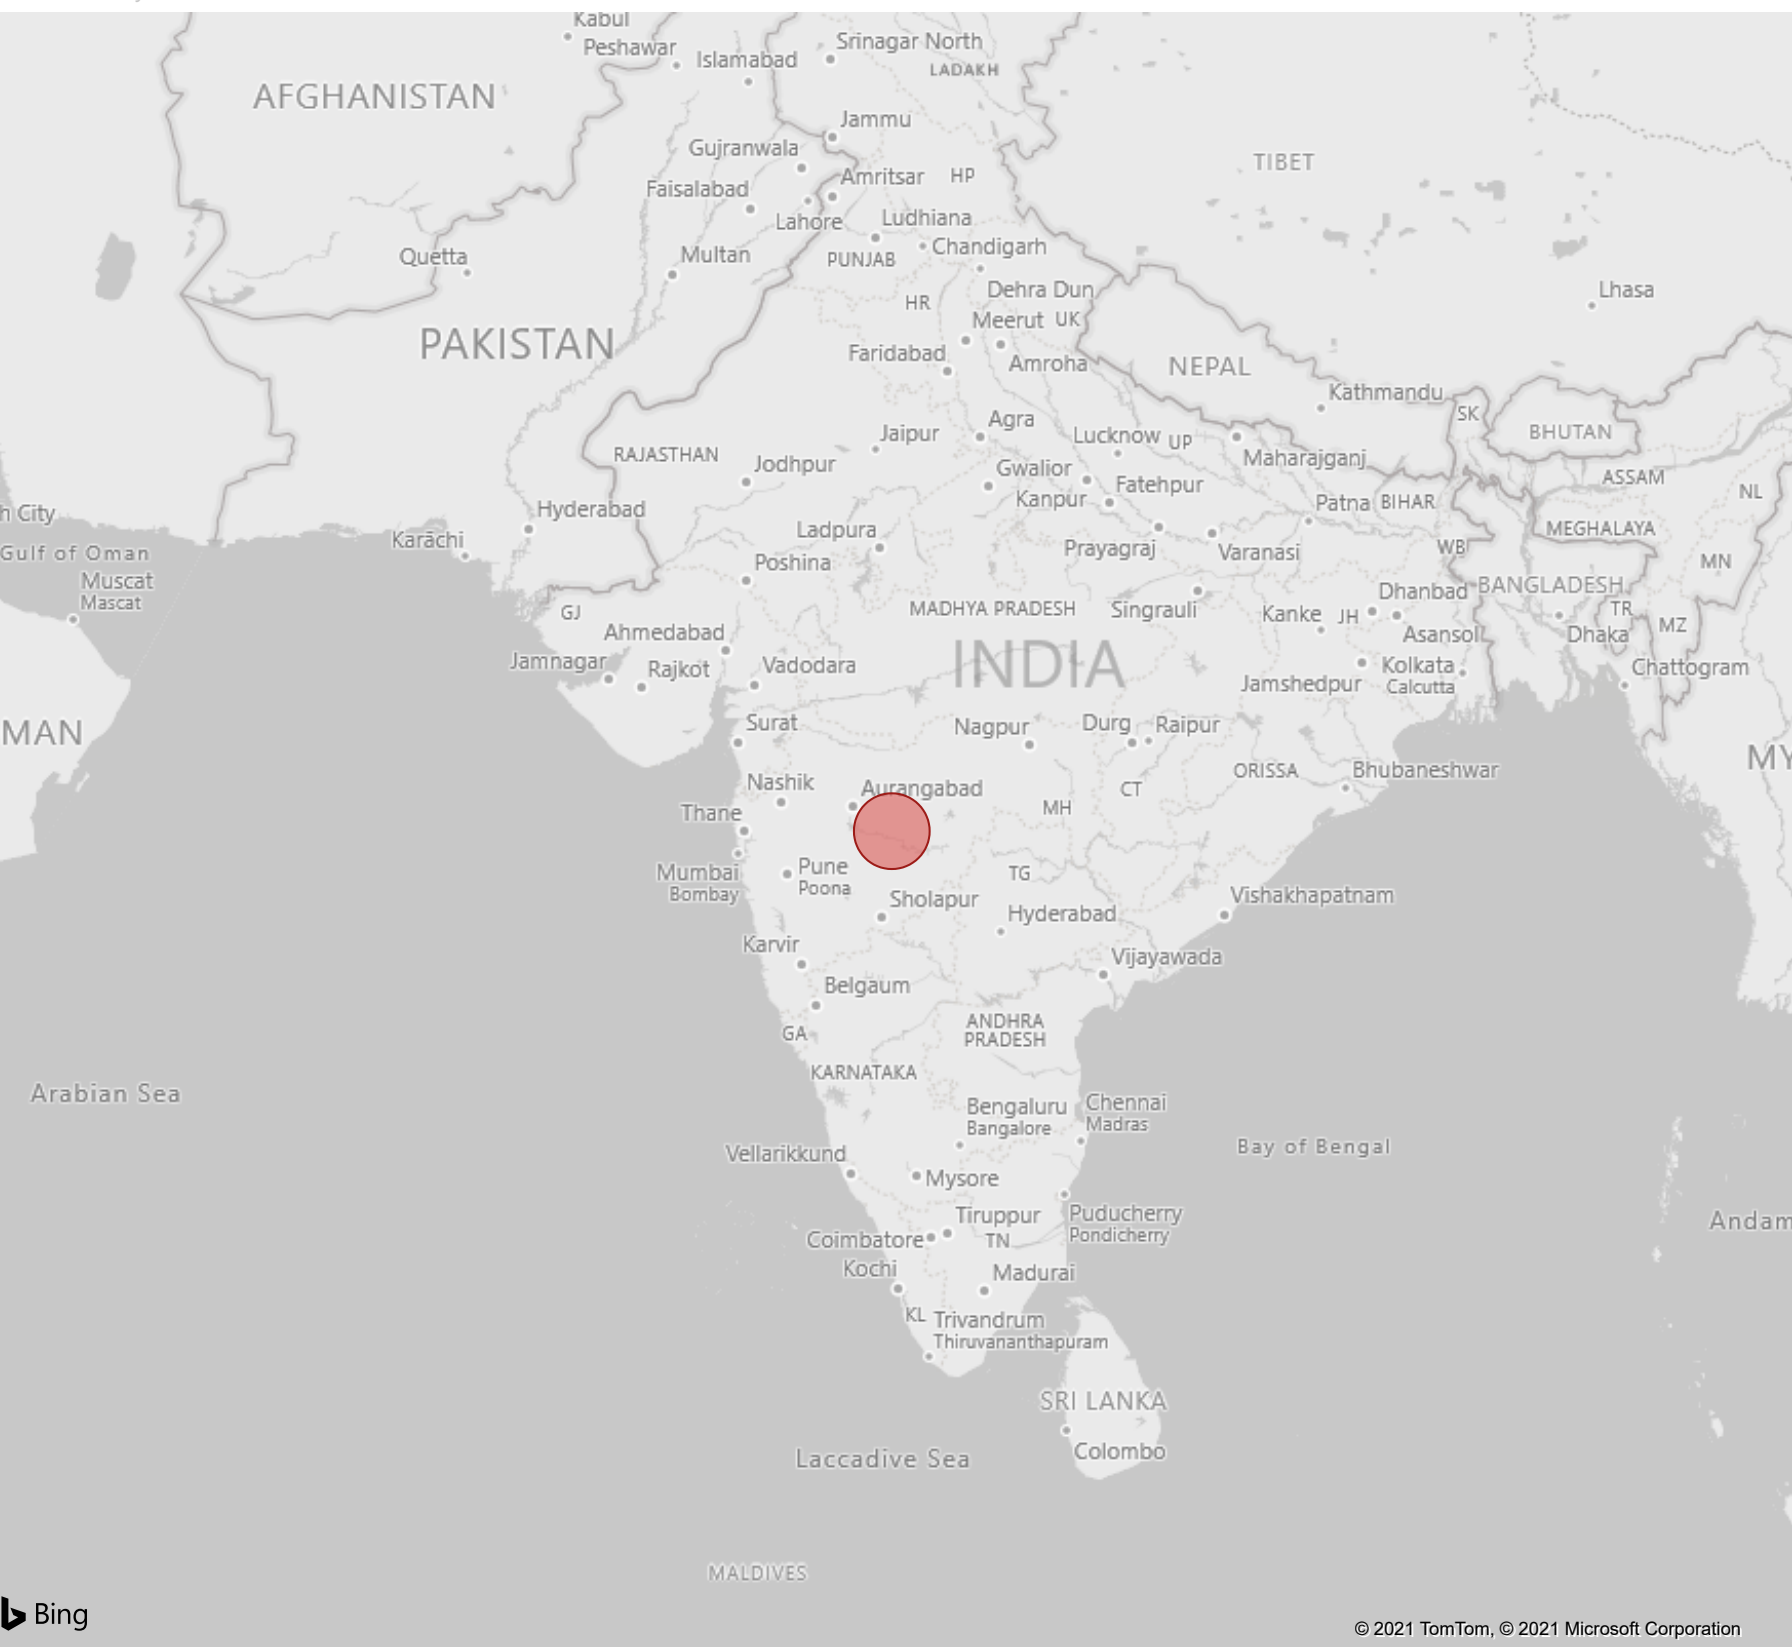 Kabul
Peshawar
Islamabad
Srinagar North
LADAKH
AFGHANISTAN
Jammu
Gujranwala
TIBET
Amritsar
HP
Faisalabad
Lahore
Ludhiana
Chandigarh
Quetta
Multan
PUNJAB
Dehra Dun
Lhasa
HR
Meerut
UK
PAKISTAN
Faridabad
Amroha
NEPAL
Kathmandu
SK
Agra
BHUTAN
Jaipur
Lucknow
UP
RAJASTHAN
Jodhpur
Maharajganj
Gwalior
ASSAM
Kanpur
Fatehpur
NL
Patna
BIHAR
h City
Hyderabad
Ladpura
MEGHALAYA
Karāchi
Gulf of Oman
Prayagraj
Varanasi
WB
Poshina
MN
Muscat
Mascat
BANGLADESH
Dhanbad
GJ
MADHYA PRADESH
Singrauli
Kanke
JH
TR
MZ
Ahmedabad
Asansol
Dhaka
Jamnagar
Rajkot
Vadodara
INDIA
Kolkata
Calcutta
Chattogram
Jamshedpur
MAN
Surat
Nagpur
Durg
Raipur
MY
Nashik
Aurangabad
ORISSA
Bhubaneshwar
CT
MH
Thane
Mumbai
Bombay
Pune
Poona
TG
Sholapur
Vishakhapatnam
Hyderabad
Karvir
Vijayawada
Belgaum
ANDHRA
PRADESH
GA
KARNATAKA
Arabian Sea
Bengaluru
Bangalore
Chennai
Madras
Bay of Bengal
Vellarikkund
Mysore
Tiruppur
Puducherry
Pondicherry
Andam
Coimbatore
TN
Kochi
Madurai
KL
Trivandrum
Thiruvananthapuram
SRI LANKA
Colombo
Laccadive Sea
MALDIVES
Bing
© 2021 TomTom, © 2021 Microsoft Corporation